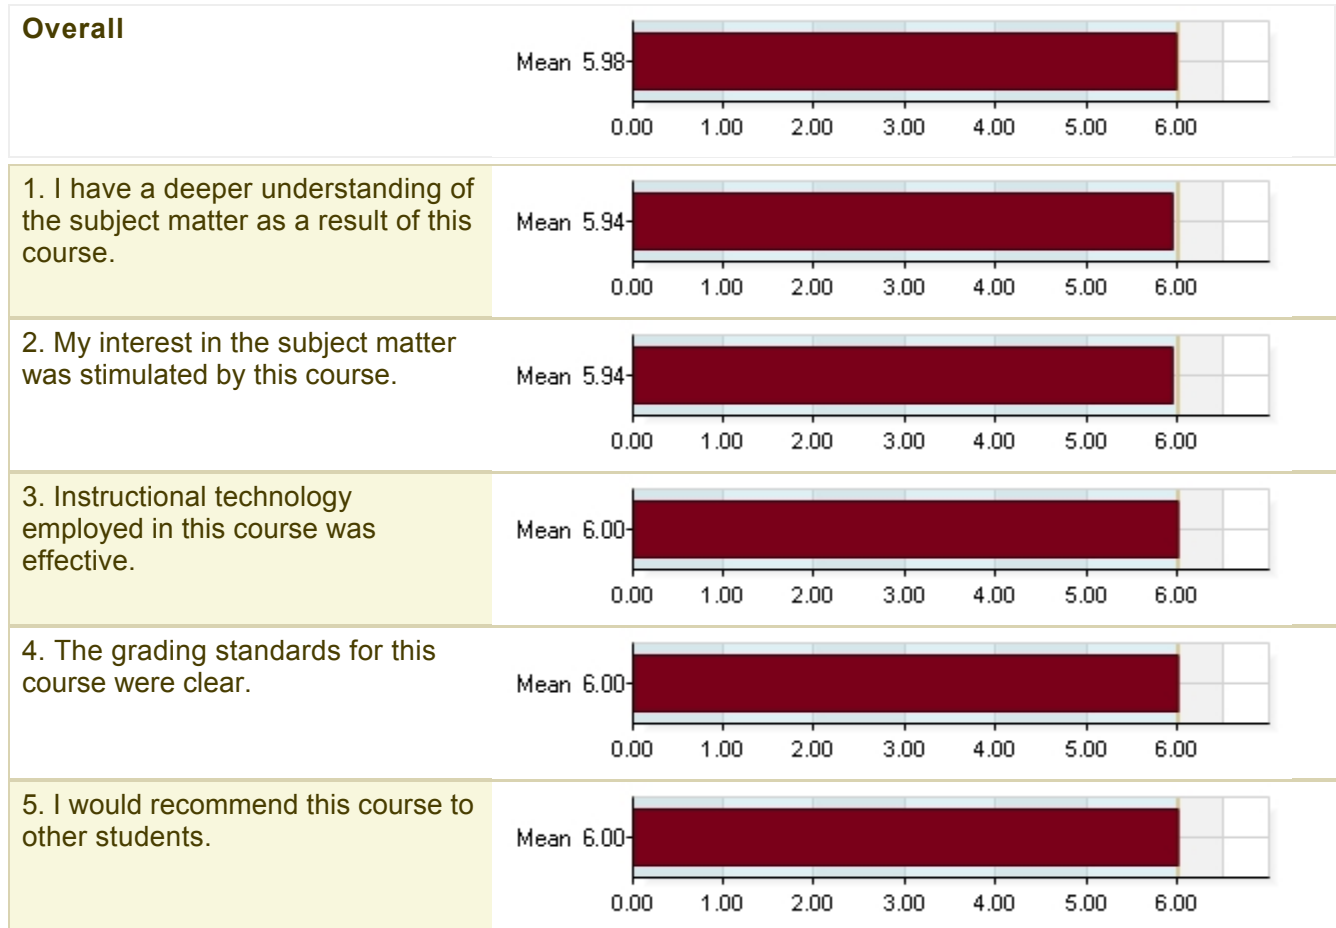 Overall
Mean 5.98
0.00 1.00 2.00 3.00 4.00 5.00 6.00
1. I have a deeper understanding of
the subject matter as a result of this
course.
Mean 5.94
0.00 1.00 2.00 3.00 4.00 5.00 6.00
2. My interest in the subject matter
was stimulated by this course.
Mean 5.94
0.00 1.00 2.00 3.00 4.00 5.00 6.00
3. Instructional technology
employed in this course was
effective.
Mean 6.00
0.00 1.00 2.00 3.00 4.00 5.00 6.00
4. The grading standards for this
course were clear.
Mean 6.00
0.00 1.00 2.00 3.00 4.00 5.00 6.00
5. I would recommend this course to
other students.
Mean 6.00
0.00 1.00 2.00 3.00 4.00 5.00 6.00